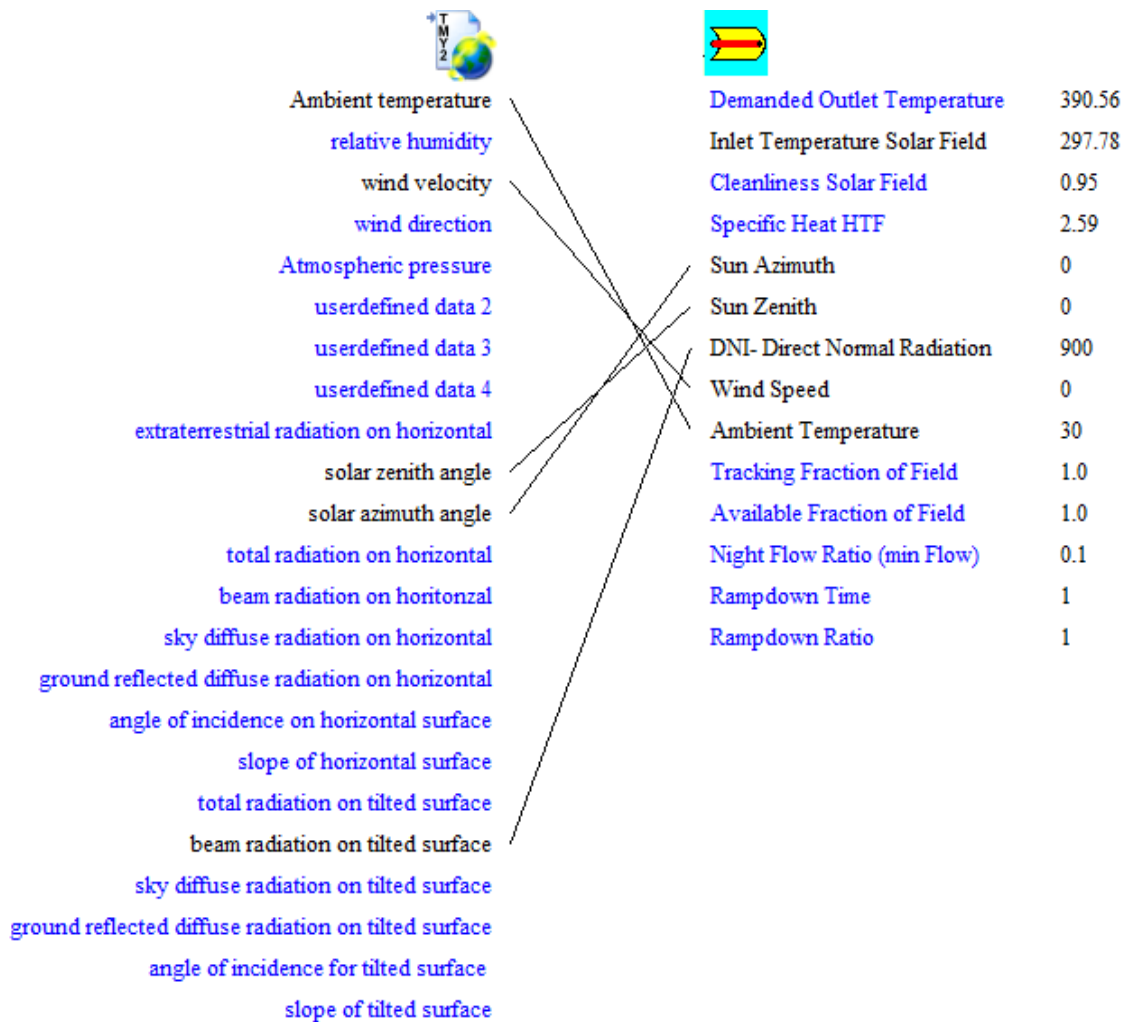 TMY2
Ambient temperature
relative humidity
wind velocity
wind direction
Atmospheric pressure
userdefined data 2
userdefined data 3
userdefined data 4
extraterrestrial radiation on horizontal
solar zenith angle
solar azimuth angle
total radiation on horizontal
beam radiation on horitonzal
sky diffuse radiation on horizontal
ground reflected diffuse radiation on horizontal
angle of incidence on horizontal surface
slope of horizontal surface
total radiation on tilted surface
beam radiation on tilted surface
sky diffuse radiation on tilted surface
ground reflected diffuse radiation on tilted surface
angle of incidence for tilted surface
slope of tilted surface
Demanded Outlet Temperature 390.56
Inlet Temperature Solar Field 297.78
Cleanliness Solar Field 0.95
Specific Heat HTF 2.59
Sun Azimuth 0
Sun Zenith 0
DNI- Direct Normal Radiation 900
Wind Speed 0
Ambient Temperature 30
Tracking Fraction of Field 1.0
Available Fraction of Field 1.0
Night Flow Ratio (min Flow) 0.1
Rampdown Time 1
Rampdown Ratio 1